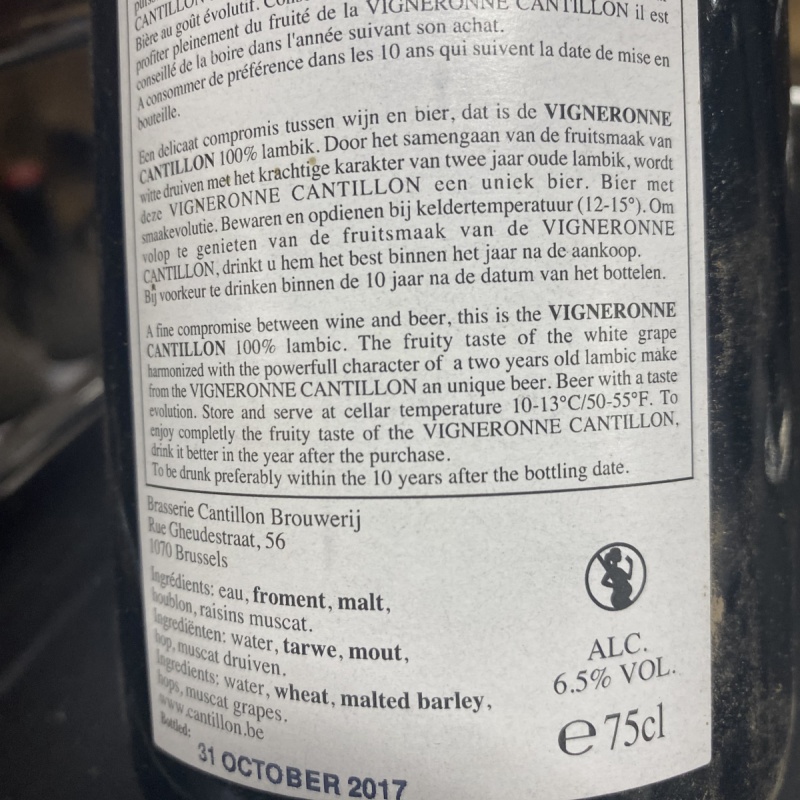 CANTILLON
Bière au goût évolutif.
profiter pleinement du fruité de la VIGNERONNE CANTILLON il est
conseillé de la boire dans l'année suivant son achat.
A consommer de préférence dans les 10 ans qui suivent la date de mise en
bouteille.
Een delicaat compromis tussen wijn en bier, dat is de VIGNERONNE
CANTILLON 100% lambik. Door het samengaan van de fruitsmaak van
witte druiven met het krachtige karakter van twee jaar oude lambik, wordt
deze VIGNERONNE CANTILLON een uniek bier. Bier met
smaakevolutie. Bewaren en opdienen bij keldertemperatuur (12-15°). Om
volop te genieten van de fruitsmaak van de VIGNERONNE
CANTILLON, drinkt u hem het best binnen het jaar na de aankoop.
Bij voorkeur te drinken binnen de 10 jaar na de datum van het bottelen.
A fine compromise between wine and beer, this is the VIGNERONNE
CANTILLON 100% lambic. The fruity taste of the white grape
harmonized with the powerfull character of a two years old lambic make
from the VIGNERONNE CANTILLON an unique beer. Beer with a taste
evolution. Store and serve at cellar temperature 10-13°C/50-55°F. To
enjoy completly the fruity taste of the VIGNERONNE CANTILLON,
drink it better in the year after the purchase.
To be drunk preferably within the 10 years after the bottling date.
Brasserie Cantillon Brouwerij
Rue Gheudestraat, 56
1070 Brussels
Ingrédients: eau, froment, malt,
houblon, raisins muscat.
Ingrediënten: water, tarwe, mout,
hop, muscat druiven.
Ingredients: water, wheat, malted barley,
hops, muscat grapes.
www.cantillon.be
Bottled:
31 OCTOBER 2017
ALC.
6.5% VOL.
e 75cl